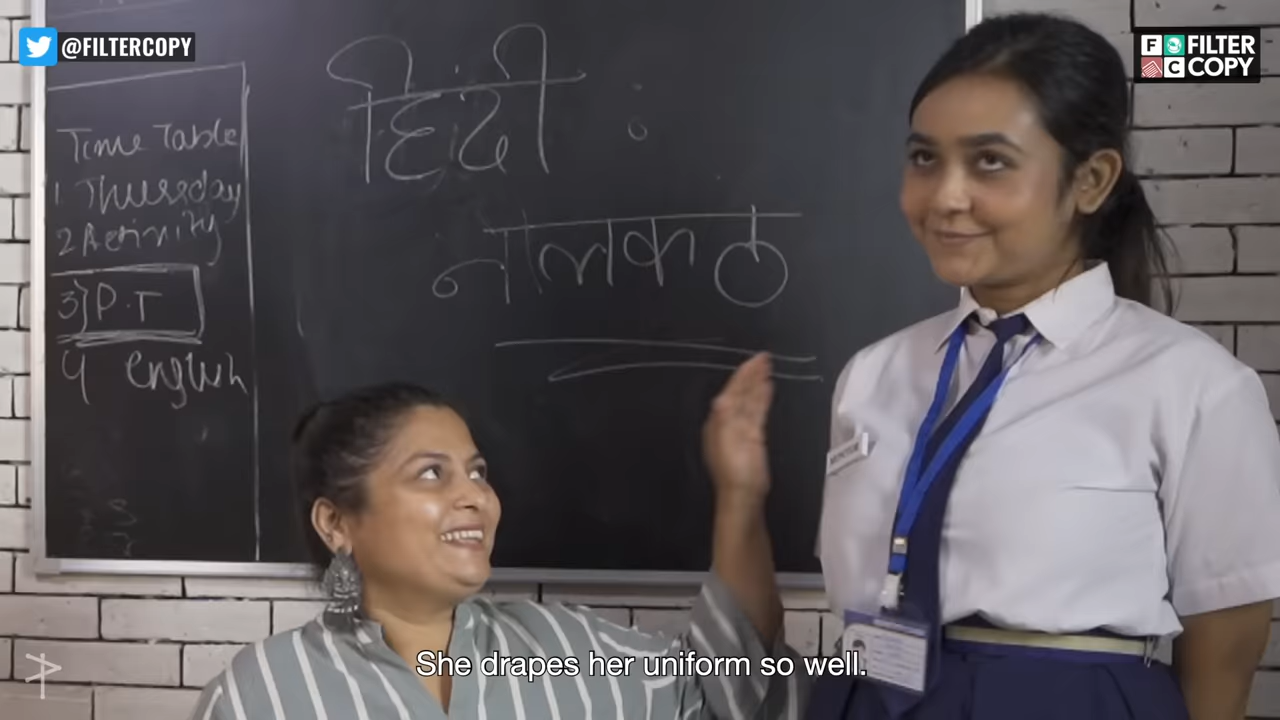 @FILTERCOPY
F
C
FILTER
COPY
हिंदी :
Time Table
1 Thursday
2 Activity
3) P.T
4 english
She drapes her uniform so well.